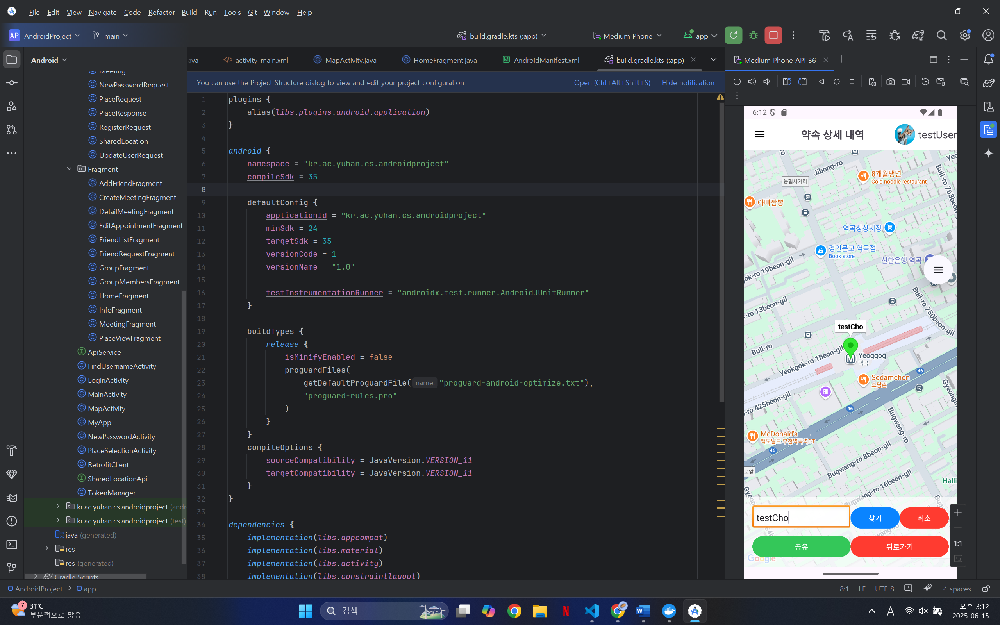 File Edit View Navigate Code Refactor Build Run Tools Git Window Help
AP AndroidProject main build.gradle.kts (:app) Medium Phone app
Android
ava activity_main.xml MapActivity.java HomeFragment.java AndroidManifest.xml build.gradle.kts (:app)
Medium Phone API 36
You can use the Project Structure dialog to view and edit your project configuration Open (Ctrl+Alt+Shift+S) Hide notification
Meeting
NewPasswordRequest
PlaceRequest
PlaceResponse
RegisterRequest
SharedLocation
UpdateUserRequest
Fragment
AddFriendFragment
CreateMeetingFragment
DetailMeetingFragment
EditAppointmentFragment
FriendListFragment
FriendRequestFragment
GroupFragment
GroupMembersFragment
HomeFragment
InfoFragment
MeetingFragment
PlaceViewFragment
ApiService
FindUsernameActivity
LoginActivity
MainActivity
MapActivity
MyApp
NewPasswordActivity
PlaceSelectionActivity
RetrofitClient
SharedLocationApi
TokenManager
kr.ac.yuhan.cs.androidproject (andr
kr.ac.yuhan.cs.androidproject (test)
java (generated)
res
res (generated)
Gradle Scripts
1 plugins {
2 alias(libs.plugins.android.application)
3 }
4
5 android {
6 namespace = "kr.ac.yuhan.cs.androidproject"
7 compileSdk = 35
8
9 defaultConfig {
10 applicationId = "kr.ac.yuhan.cs.androidproject"
11 minSdk = 24
12 targetSdk = 35
13 versionCode = 1
14 versionName = "1.0"
15
16 testInstrumentationRunner = "androidx.test.runner.AndroidJUnitRunner"
17 }
18
19 buildTypes {
20 release {
21 isMinifyEnabled = false
22 proguardFiles(
23 getDefaultProguardFile( name: "proguard-android-optimize.txt"),
24 "proguard-rules.pro"
25 )
26 }
27 }
28 compileOptions {
29 sourceCompatibility = JavaVersion.VERSION_11
30 targetCompatibility = JavaVersion.VERSION_11
31 }
32 }
33
34 dependencies {
35 implementation(libs.appcompat)
36 implementation(libs.material)
37 implementation(libs.activity)
38 implementation(libs.constraintlayout)
6:12
약속 상세 내역 testUser
ro
Yeo
Jibong-ro
8개월냉면
Cold noodle restaurant
농협사거리
Buil-ro 763beon-g
아빠짬뽕
역곡상상시장
경인문고 역곡점
Book store
신한은행 역곡
ok-ro 19beon-gil
-ro 13beon-gil
Buil-ro 750beon-gil
testCho
Buil-ro
Yeokgok-ro 1beon-gil
Yeoggog
역곡
46
Sodamchon
소담촌
Gyeongin
-ro 425beon-gil
46
Bugwang-ro
McDonald's
맥도날드 부천역곡역DT
46
Bugwang-ro 8beon-gil
로앞
Bugwang-ro 16beon-gil
Halli
Gyeong
Bugwang-ro
testCho 찾기 취소
공유 뒤로가기
Google
1:1
AndroidProject app
8:1 LF UTF-8 4 spaces
7
31°C
부분적으로 맑음
검색
A
오후 3:12
2025-06-15